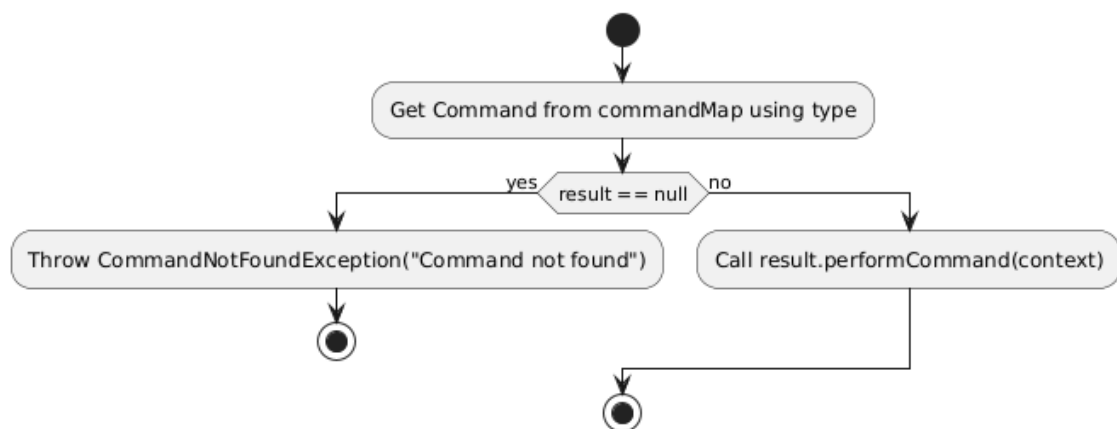 Get Command from commandMap using type
yes
result == null
no
Throw CommandNotFoundException("Command not found")
Call result.performCommand(context)